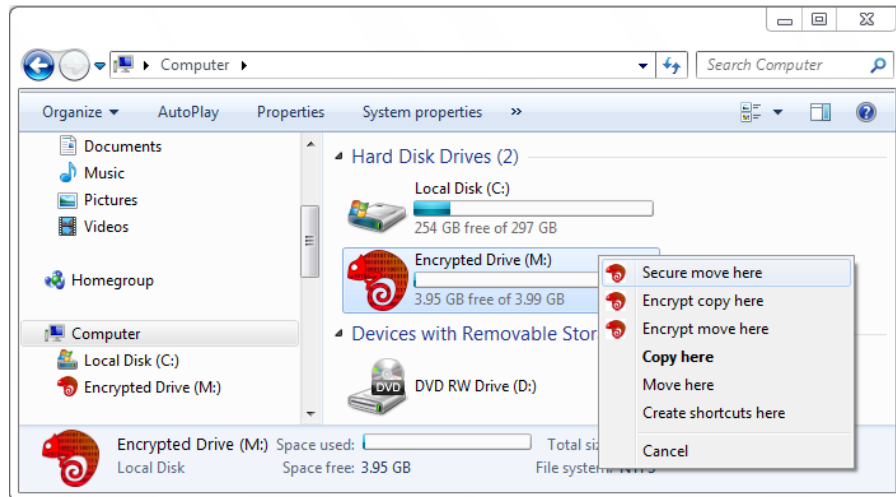 Computer
Search Computer
Organize AutoPlay Properties System properties »
Documents
Music
Pictures
Videos
Homegroup
Computer
Local Disk (C:)
Encrypted Drive (M:)
Hard Disk Drives (2)
Local Disk (C:)
254 GB free of 297 GB
Encrypted Drive (M:)
3.95 GB free of 3.99 GB
Devices with Removable Stor
DVD RW Drive (D:)
Secure move here
Encrypt copy here
Encrypt move here
Copy here
Move here
Create shortcuts here
Cancel
Encrypted Drive (M:) Space used: Total siz
Local Disk Space free: 3.95 GB File system: